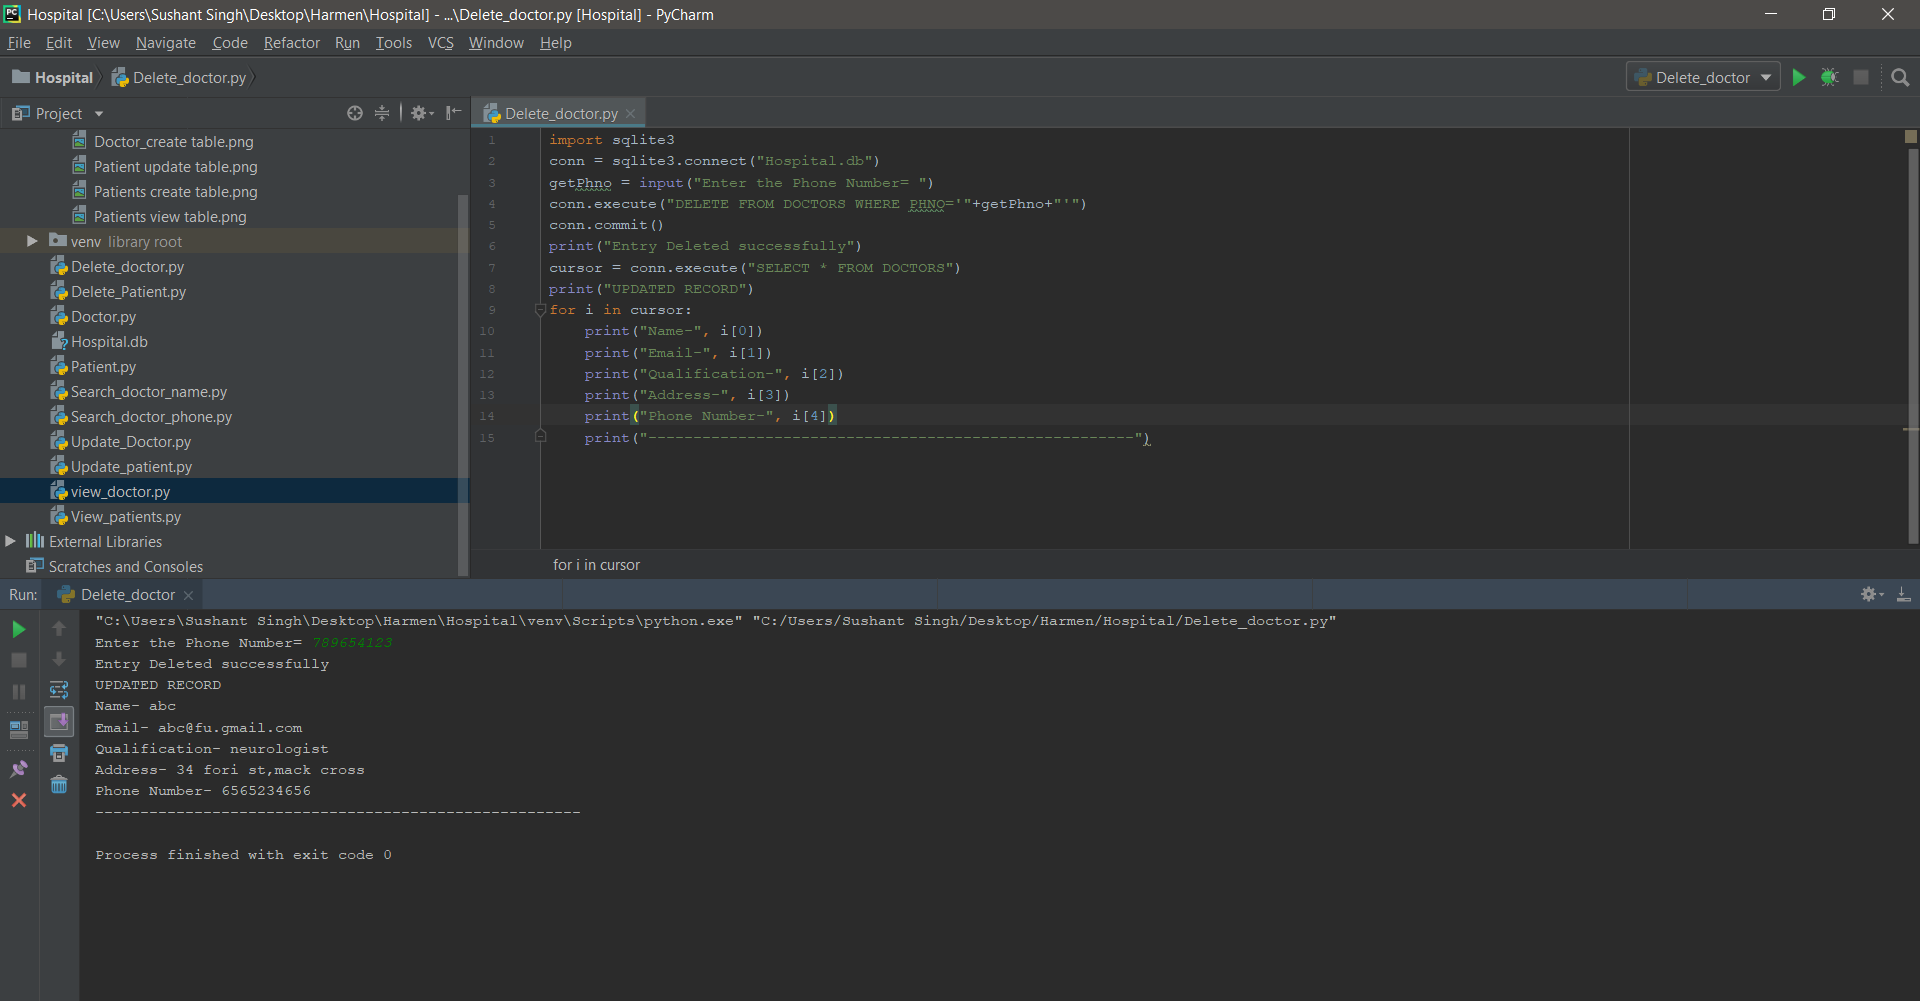 PC Hospital [C:\Users\Sushant Singh\Desktop\Harmen\Hospital] - ...\Delete_doctor.py [Hospital] - PyCharm
File Edit View Navigate Code Refactor Run Tools VCS Window Help
Hospital Delete_doctor.py
Delete_doctor
Project
Doctor_create table.png
Patient update table.png
Patients create table.png
Patients view table.png
venv library root
Delete_doctor.py
Delete_Patient.py
Doctor.py
Hospital.db
Patient.py
Search_doctor_name.py
Search_doctor_phone.py
Update_Doctor.py
Update_patient.py
view_doctor.py
View_patients.py
External Libraries
Scratches and Consoles
Delete_doctor.py
1 import sqlite3
2 conn = sqlite3.connect("Hospital.db")
3 getPhno = input("Enter the Phone Number= ")
4 conn.execute("DELETE FROM DOCTORS WHERE PHNO='"+getPhno+"'")
5 conn.commit()
6 print("Entry Deleted successfully")
7 cursor = conn.execute("SELECT * FROM DOCTORS")
8 print("UPDATED RECORD")
9 for i in cursor:
10 print("Name-", i[0])
11 print("Email-", i[1])
12 print("Qualification-", i[2])
13 print("Address-", i[3])
14 print("Phone Number-", i[4])
15 print("------------------------------------------------------")
for i in cursor
Run: Delete_doctor
"C:\Users\Sushant Singh\Desktop\Harmen\Hospital\venv\Scripts\python.exe" "C:/Users/Sushant Singh/Desktop/Harmen/Hospital/Delete_doctor.py"
Enter the Phone Number= 789654123
Entry Deleted successfully
UPDATED RECORD
Name- abc
Email- abc@fu.gmail.com
Qualification- neurologist
Address- 34 fori st,mack cross
Phone Number- 6565234656
------------------------------------------------------
Process finished with exit code 0